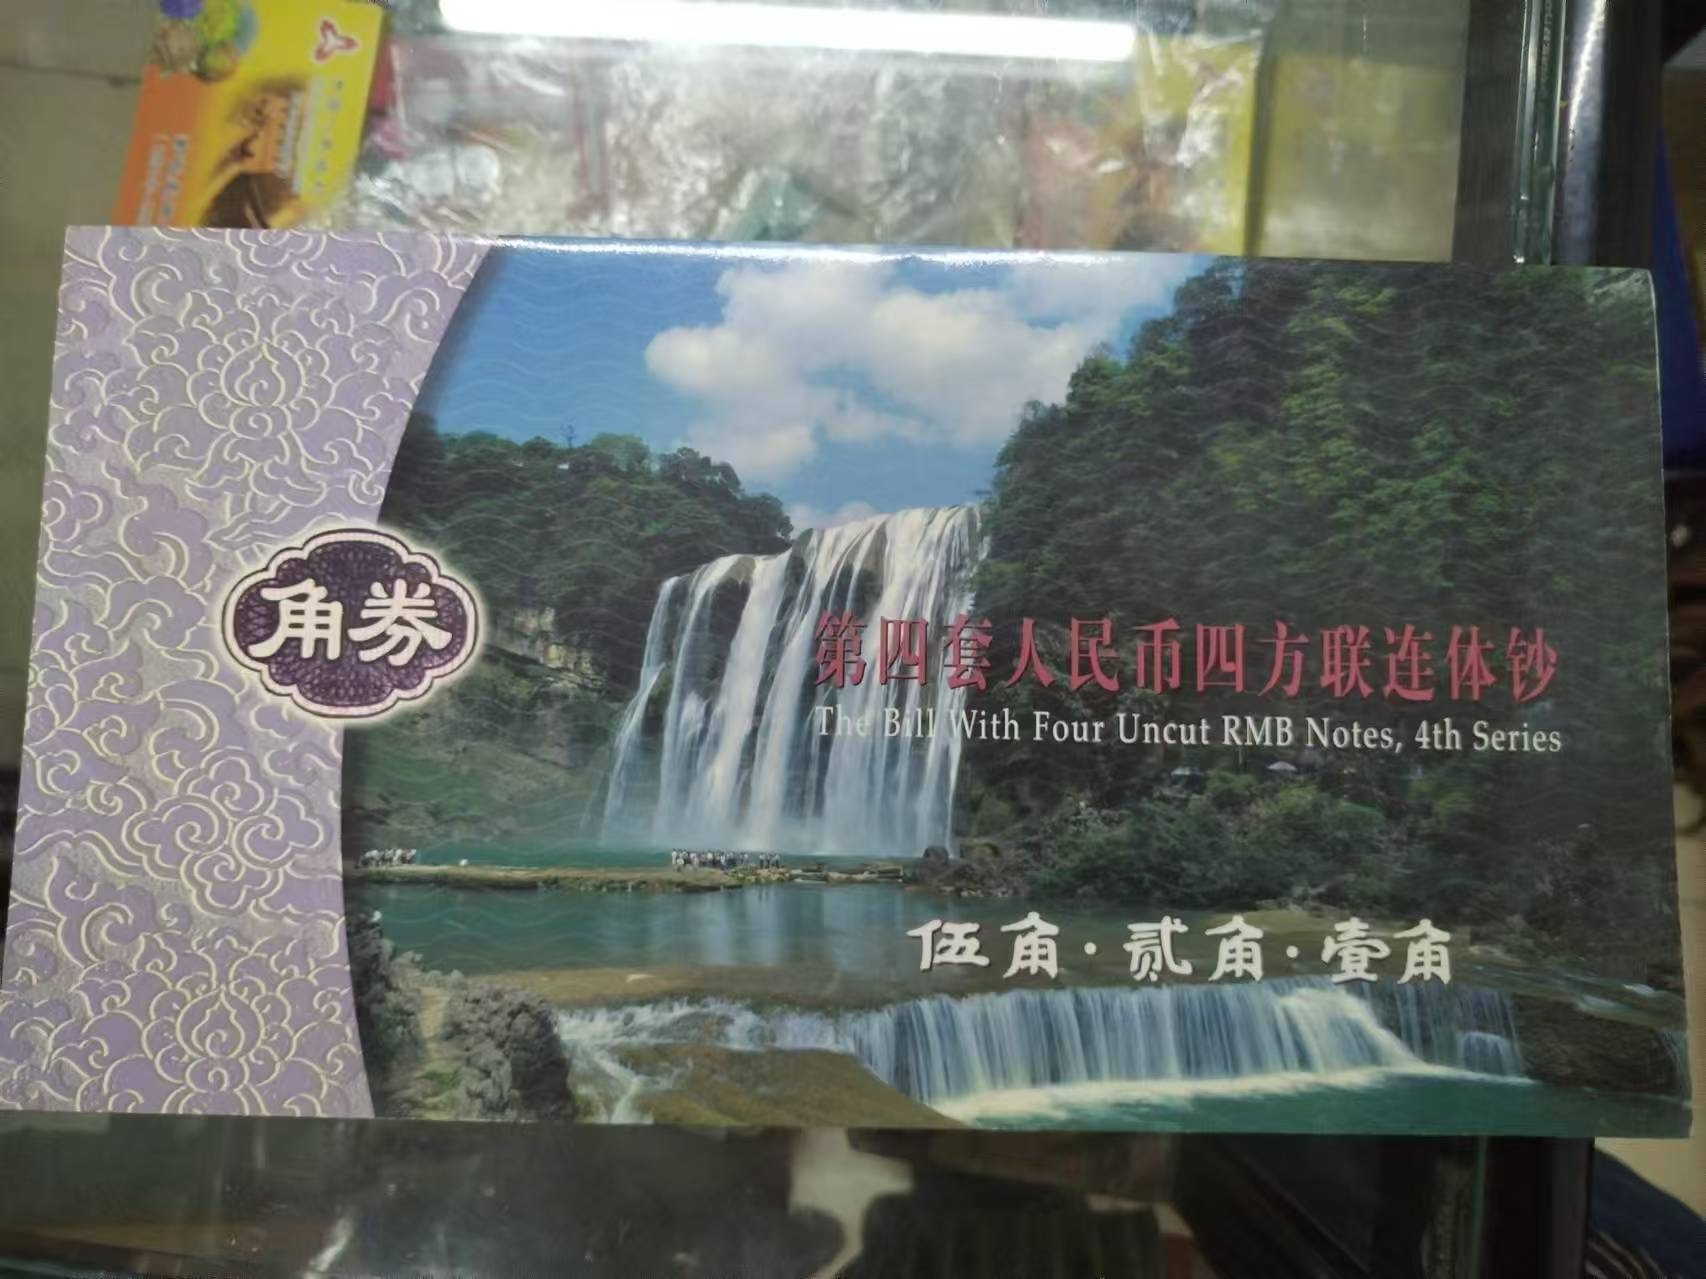 角券
第四套人民币四方联连体钞
The Bill With Four Uncut RMB Notes, 4th Series
伍角·贰角·壹角